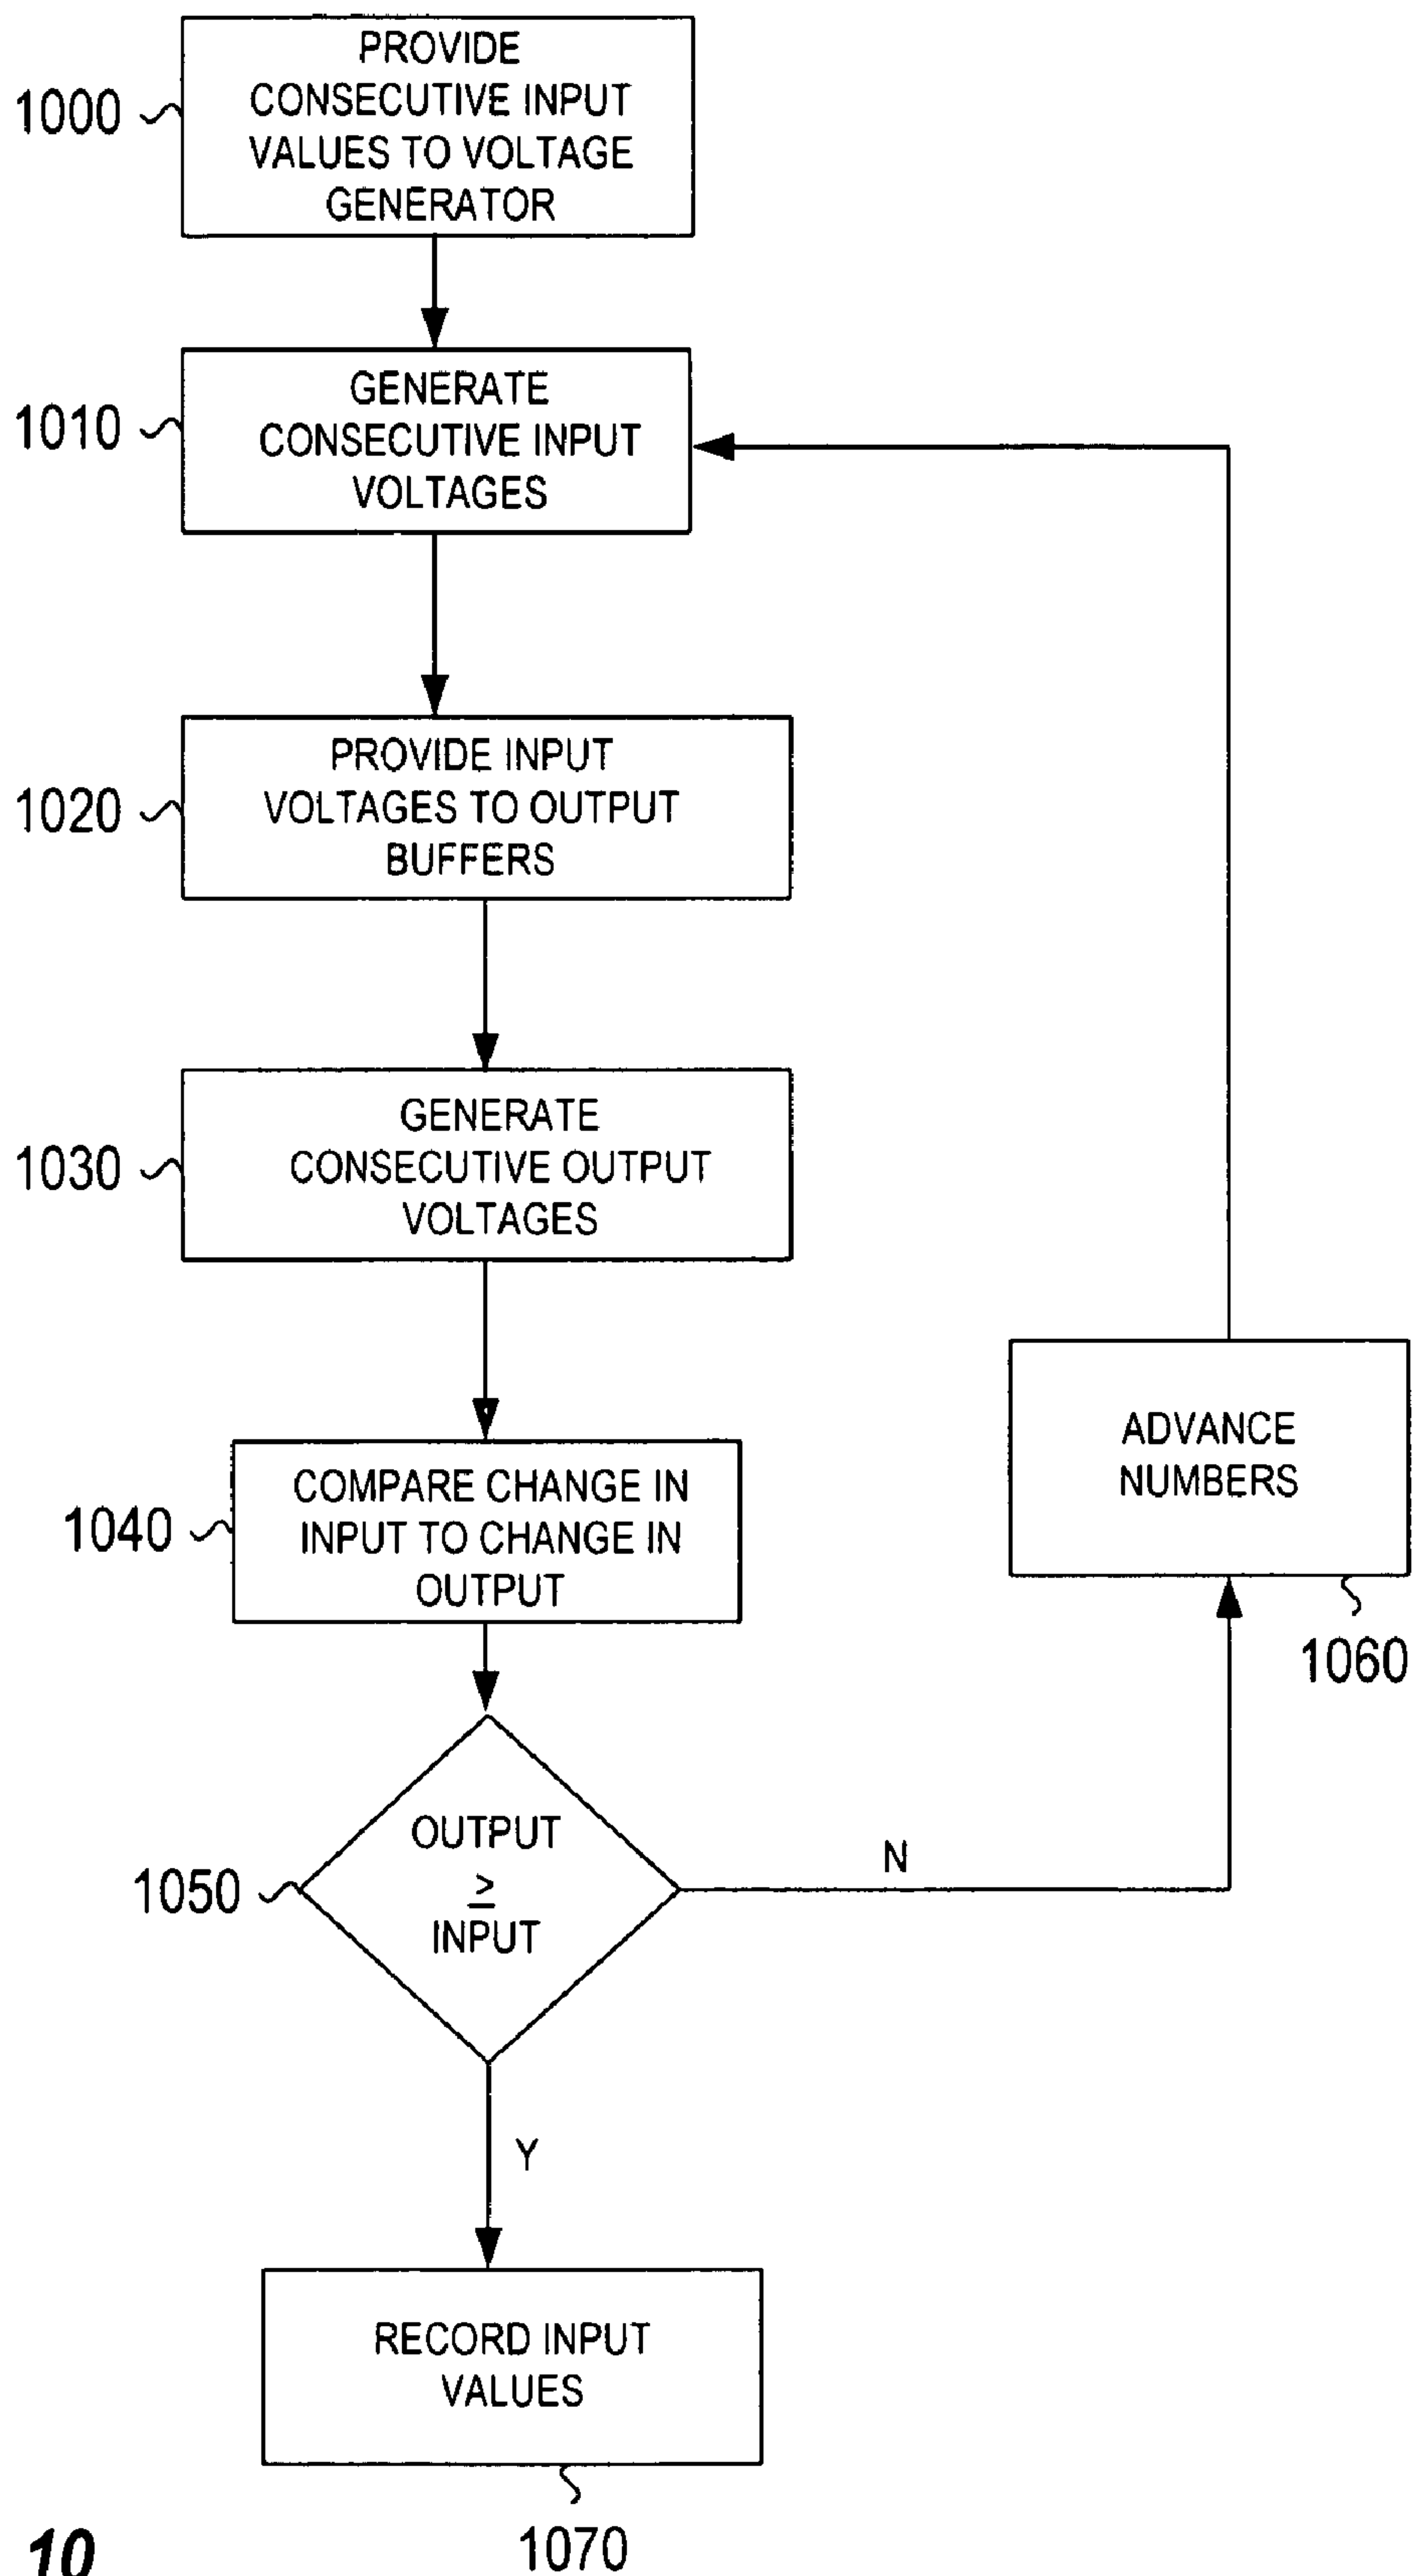 PROVIDE
CONSECUTIVE INPUT
VALUES TO VOLTAGE
GENERATOR
1000
GENERATE
CONSECUTIVE INPUT
VOLTAGES
1010
PROVIDE INPUT
VOLTAGES TO OUTPUT
BUFFERS
1020
GENERATE
CONSECUTIVE OUTPUT
VOLTAGES
1030
COMPARE CHANGE IN
INPUT TO CHANGE IN
OUTPUT
1040
ADVANCE
NUMBERS
1060
OUTPUT
≥
INPUT
1050
N
Y
RECORD INPUT
VALUES
1070
10